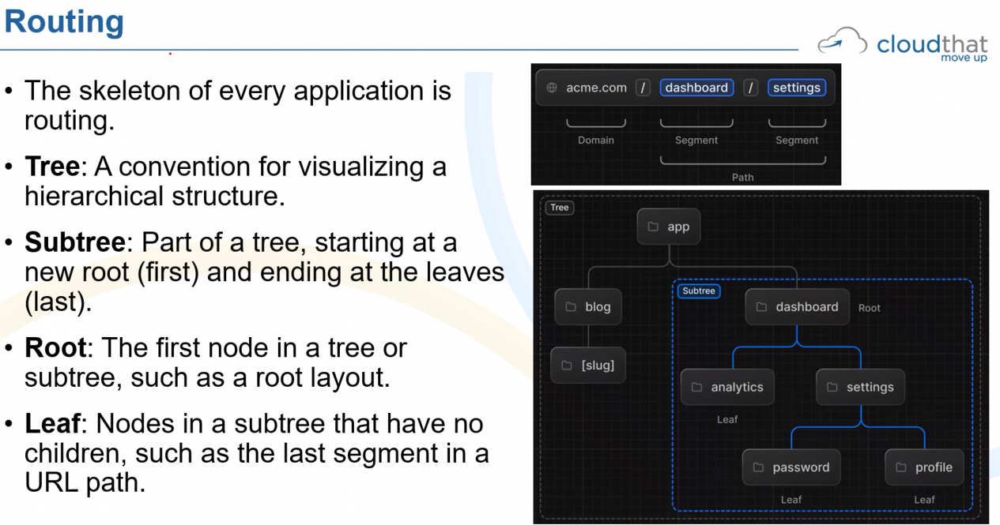 Routing
cloudthat
move up
• The skeleton of every application is
routing.
• Tree: A convention for visualizing a
hierarchical structure.
• Subtree: Part of a tree, starting at a
new root (first) and ending at the leaves
(last).
• Root: The first node in a tree or
subtree, such as a root layout.
• Leaf: Nodes in a subtree that have no
children, such as the last segment in a
URL path.
acme.com / dashboard / settings
Domain Segment Segment
Path
Tree
app
Subtree
blog dashboard Root
[slug]
analytics settings
Leaf
password profile
Leaf Leaf